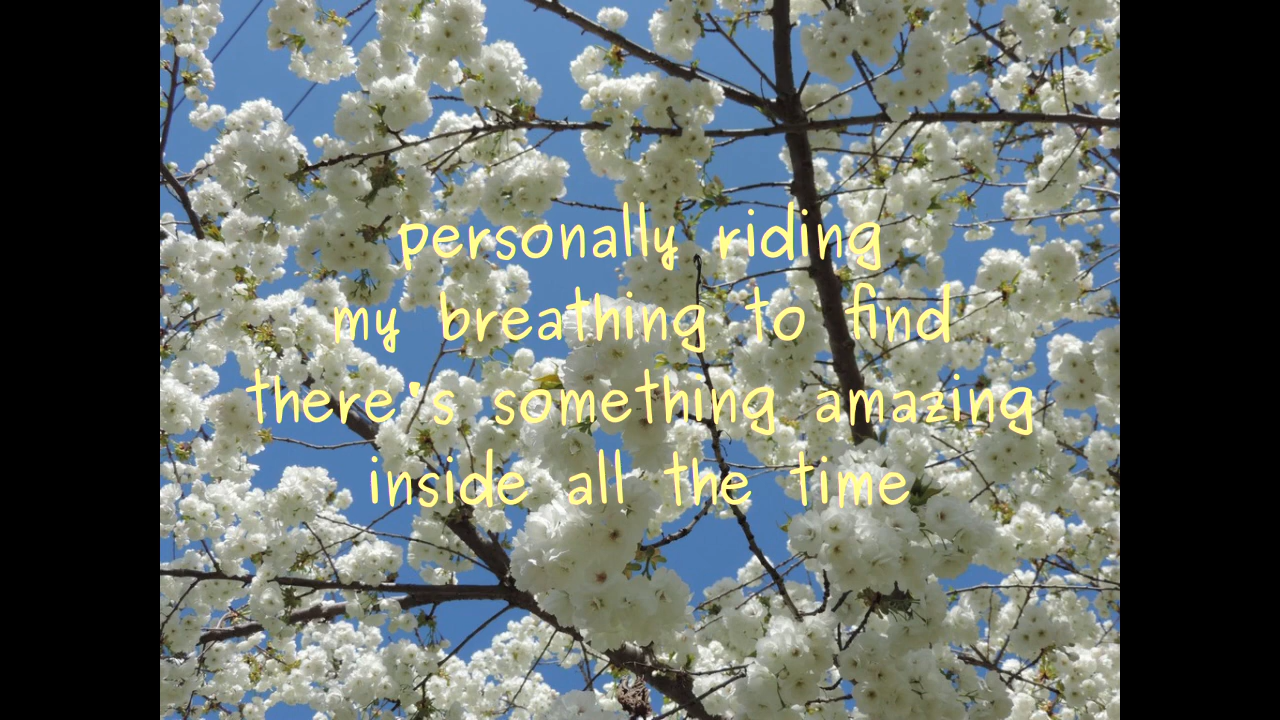 personally riding
my breathing to find
there's something amazing
inside all the time